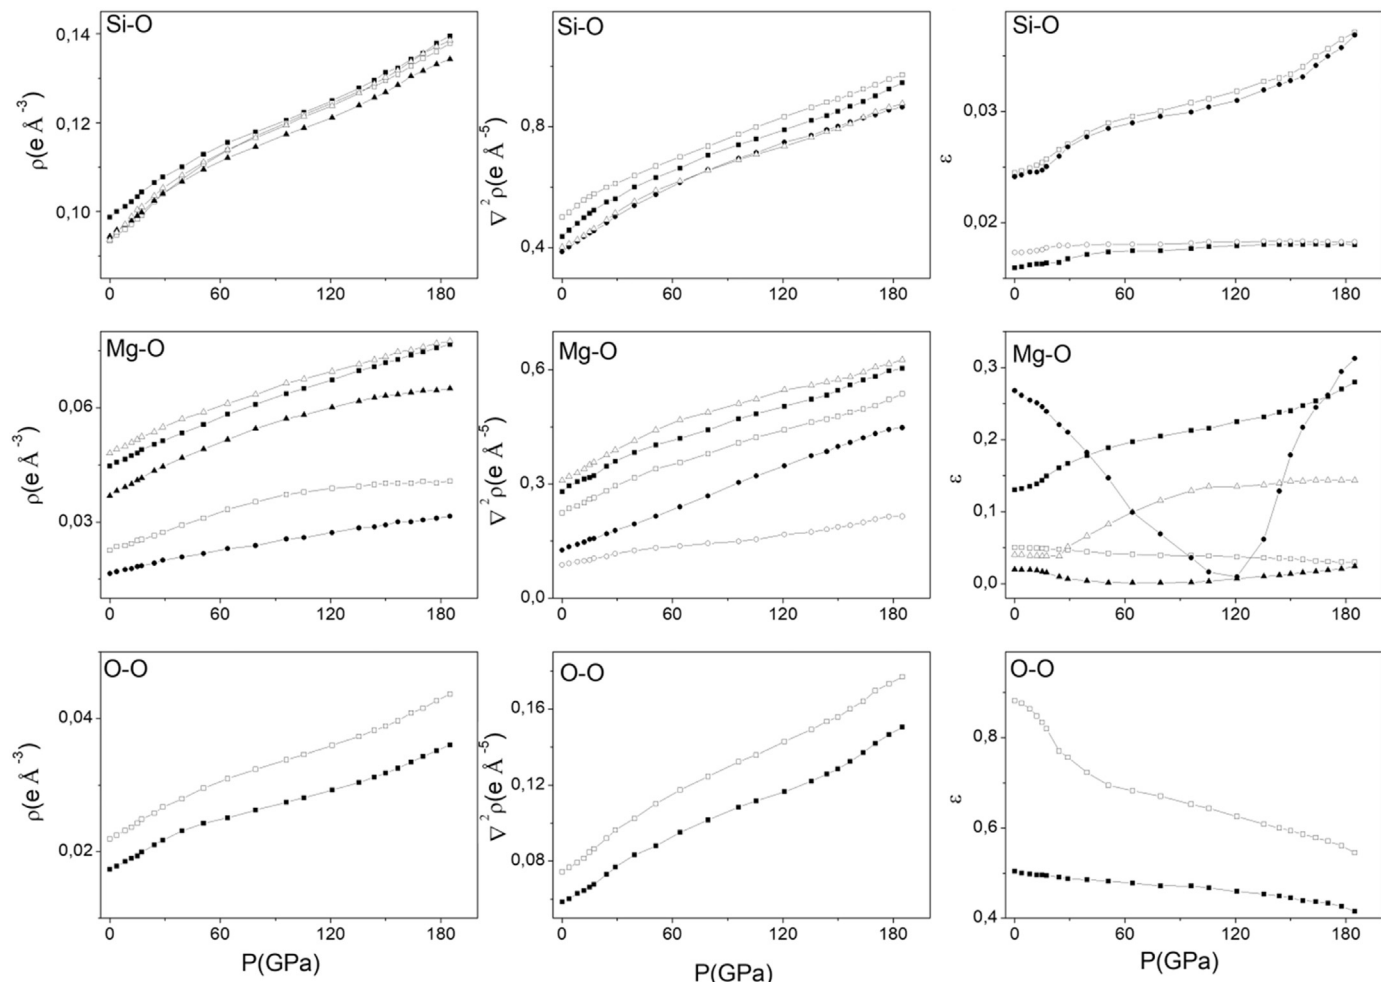 Si-O
0,14
0,12
0,10
ρ(e Å⁻³)
0 60 120 180
Si-O
0,8
0,4
∇²ρ(e Å⁻⁵)
0 60 120 180
Si-O
0,03
0,02
ε
0 60 120 180
Mg-O
0,06
0,03
ρ(e Å⁻³)
0 60 120 180
Mg-O
0,6
0,3
0,0
∇²ρ(e Å⁻⁵)
0 60 120 180
Mg-O
0,3
0,2
0,1
0,0
ε
0 60 120 180
O-O
0,04
0,02
ρ(e Å⁻³)
0 60 120 180
P(GPa)
O-O
0,16
0,12
0,08
∇²ρ(e Å⁻⁵)
0 60 120 180
P(GPa)
O-O
0,8
0,6
0,4
ε
0 60 120 180
P(GPa)